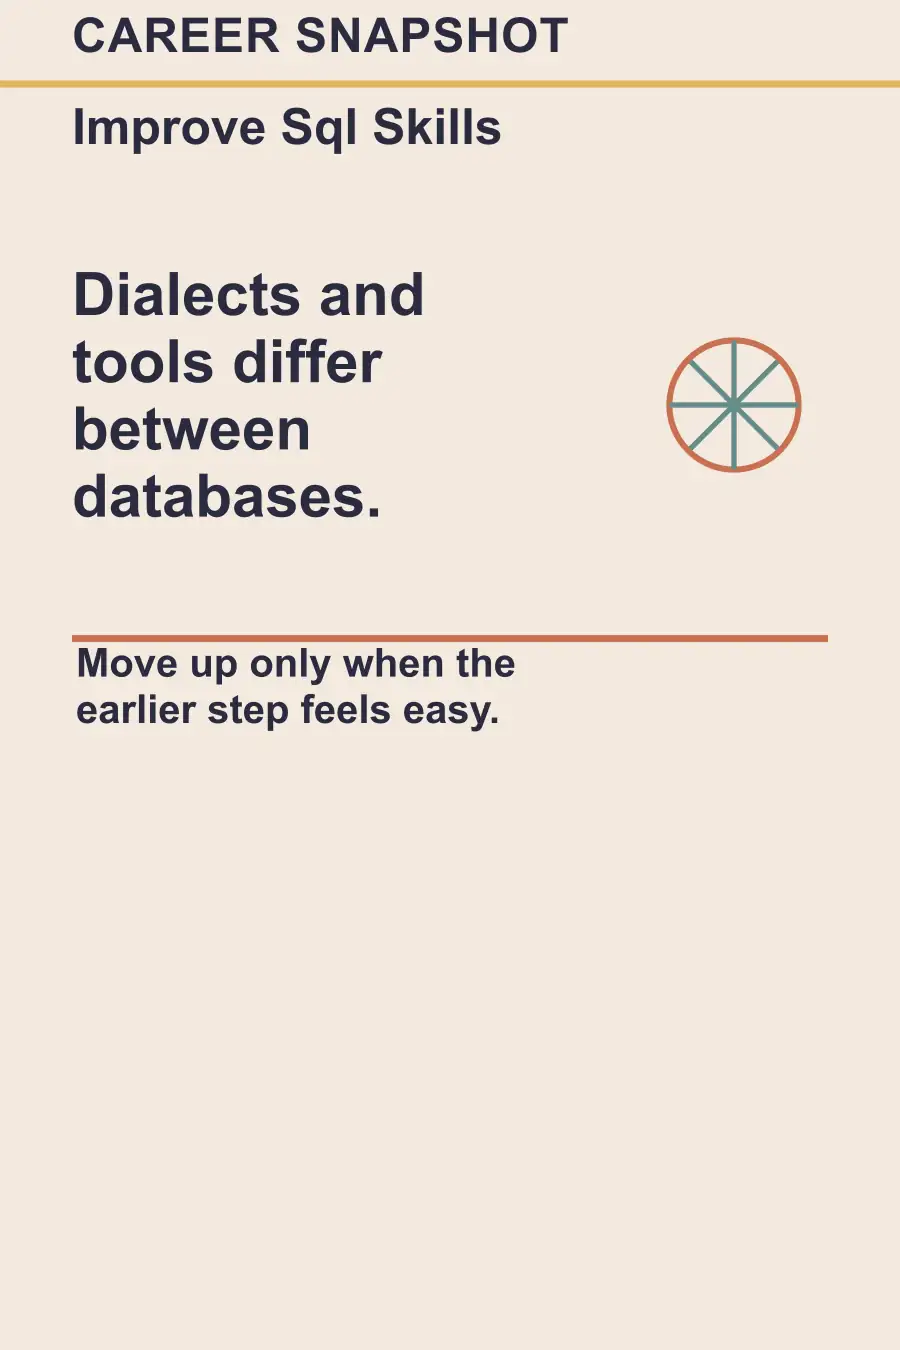 CAREER SNAPSHOT
Improve Sql Skills
Dialects and
tools differ
between
databases.
Move up only when the
earlier step feels easy.